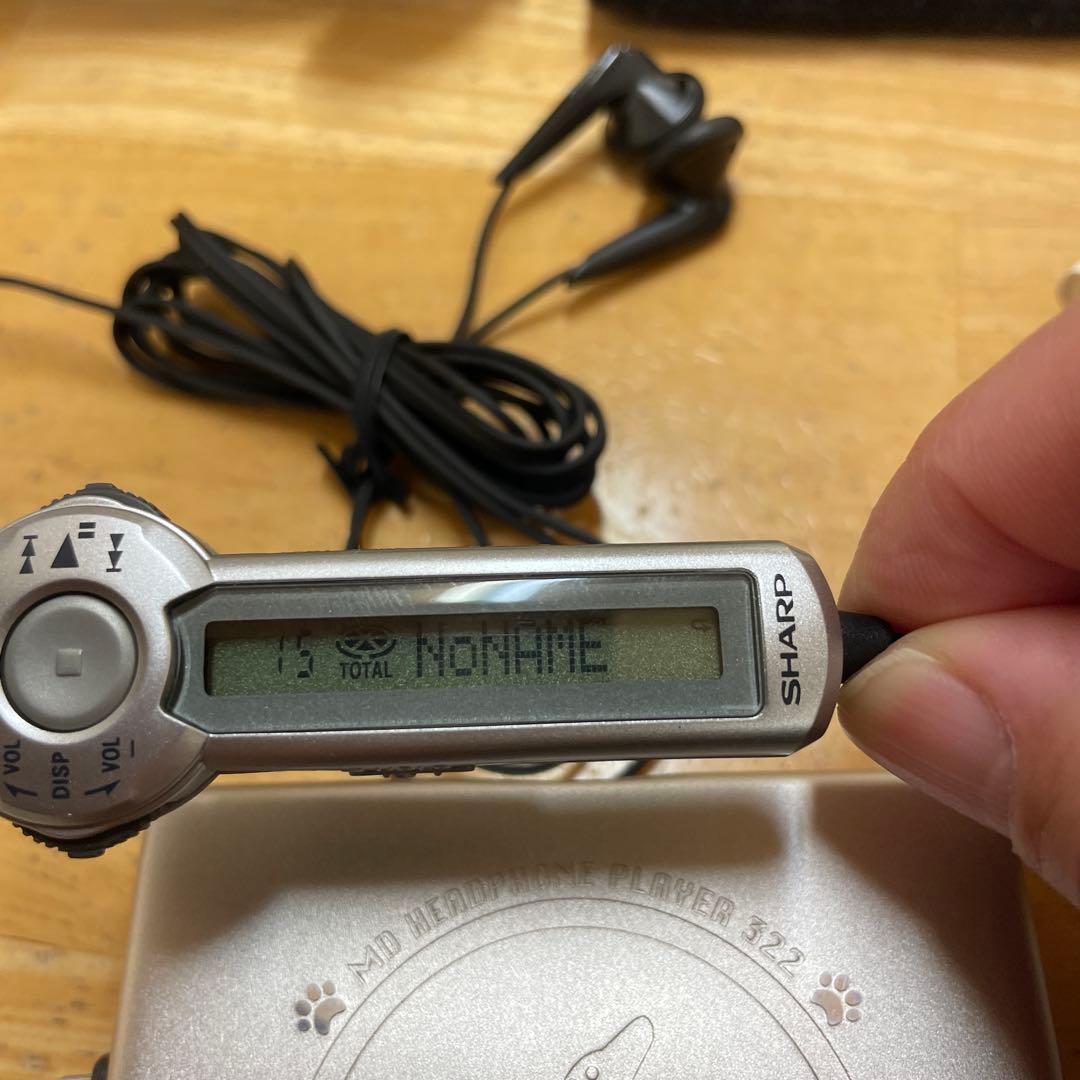 15 TOTAL NoNAME
SHARP
VOL
DISP
VOL
MD HEADPHONE PLAYER 322